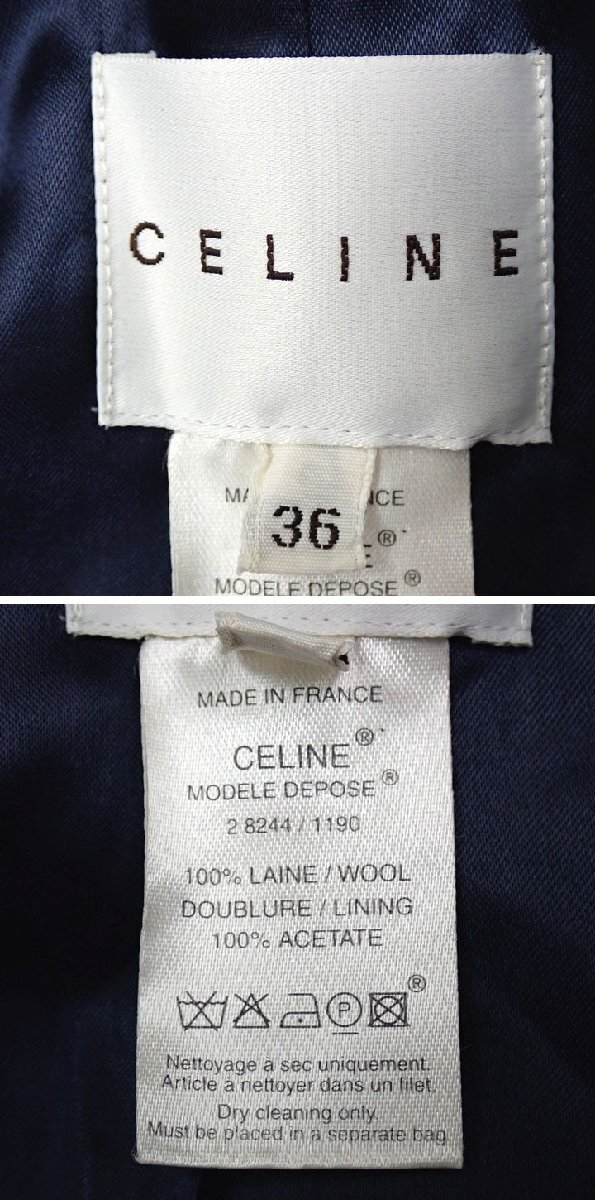 CELINE
36
MODELE DEPOSE®
MADE IN FRANCE
CELINE®
MODELE DEPOSE®
2 8244 / 1190
100% LAINE / WOOL
DOUBLURE / LINING
100% ACETATE
P
®
Nettoyage a sec uniquement.
Article a nettoyer dans un filet.
Dry cleaning only.
Must be placed in a separate bag